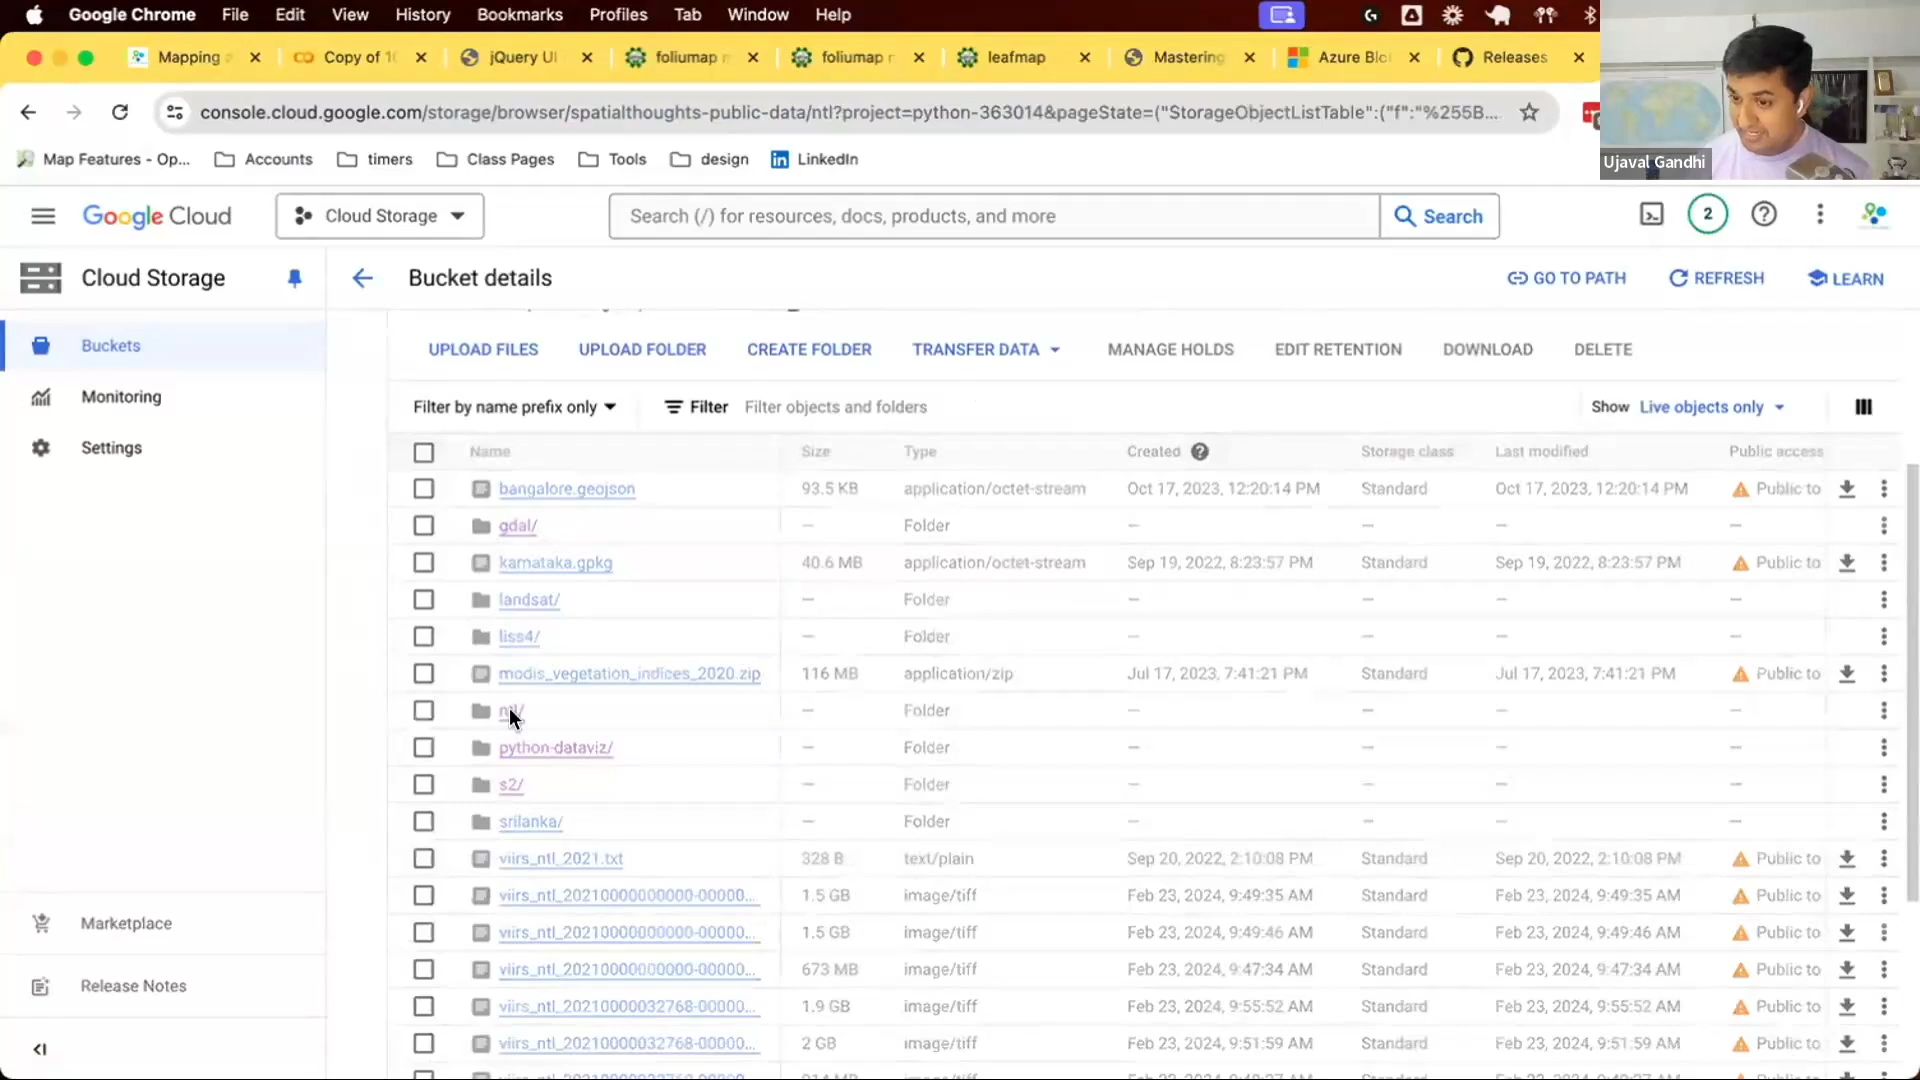 Google Chrome File Edit View History Bookmarks Profiles Tab Window Help
Mapping Copy of 10 jQuery UI foliumap foliumap leafmap Mastering Azure Blo Releases
console.cloud.google.com/storage/browser/spatialthoughts-public-data/ntl?project=python-363014&pageState=("StorageObjectListTable":("f":"%255B...
Map Features - Op... Accounts timers Class Pages Tools design LinkedIn
Ujaval Gandhi
Google Cloud Cloud Storage Search (/) for resources, docs, products, and more Search 2
Cloud Storage Bucket details GO TO PATH REFRESH LEARN
Buckets
Monitoring
Settings
Marketplace
Release Notes
UPLOAD FILES UPLOAD FOLDER CREATE FOLDER TRANSFER DATA MANAGE HOLDS EDIT RETENTION DOWNLOAD DELETE
Filter by name prefix only Filter Filter objects and folders Show Live objects only
Name Size Type Created Storage class Last modified Public access
bangalore.geojson 93.5 KB application/octet-stream Oct 17, 2023, 12:20:14 PM Standard Oct 17, 2023, 12:20:14 PM Public to
gdal/ — Folder — — — —
karnataka.gpkg 40.6 MB application/octet-stream Sep 19, 2022, 8:23:57 PM Standard Sep 19, 2022, 8:23:57 PM Public to
landsat/ — Folder — — — —
liss4/ — Folder — — — —
modis_vegetation_indices_2020.zip 116 MB application/zip Jul 17, 2023, 7:41:21 PM Standard Jul 17, 2023, 7:41:21 PM Public to
— Folder — — — —
python-dataviz/ — Folder — — — —
s2/ — Folder — — — —
srilanka/ — Folder — — — —
viirs_ntl_2021.txt 328 B text/plain Sep 20, 2022, 2:10:08 PM Standard Sep 20, 2022, 2:10:08 PM Public to
viirs_ntl_20210000000000-00000... 1.5 GB image/tiff Feb 23, 2024, 9:49:35 AM Standard Feb 23, 2024, 9:49:35 AM Public to
viirs_ntl_20210000000000-00000... 1.5 GB image/tiff Feb 23, 2024, 9:49:46 AM Standard Feb 23, 2024, 9:49:46 AM Public to
viirs_ntl_20210000000000-00000... 673 MB image/tiff Feb 23, 2024, 9:47:34 AM Standard Feb 23, 2024, 9:47:34 AM Public to
viirs_ntl_20210000032768-00000... 1.9 GB image/tiff Feb 23, 2024, 9:55:52 AM Standard Feb 23, 2024, 9:55:52 AM Public to
viirs_ntl_20210000032768-00000... 2 GB image/tiff Feb 23, 2024, 9:51:59 AM Standard Feb 23, 2024, 9:51:59 AM Public to